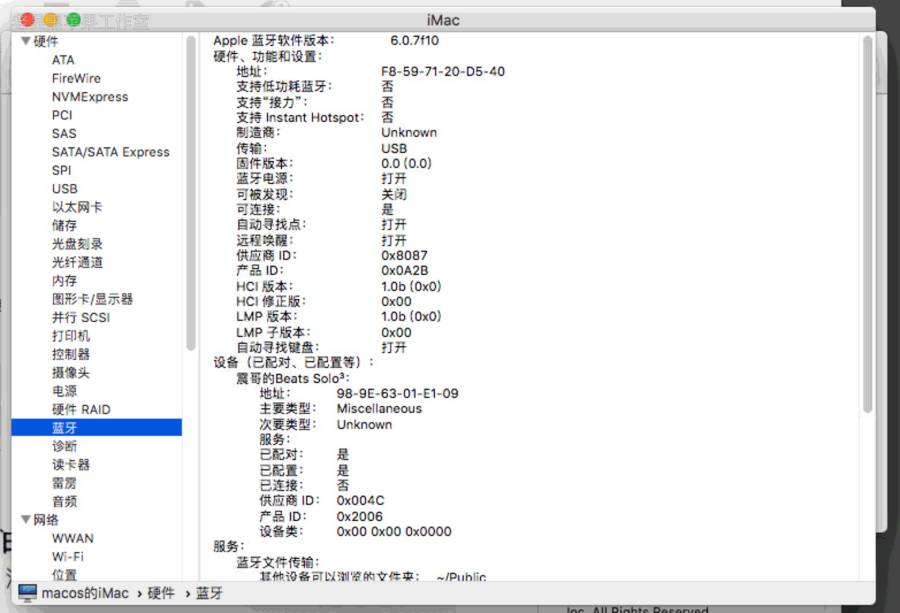 iMac
硬件
ATA
FireWire
NVMExpress
PCI
SAS
SATA/SATA Express
SPI
USB
以太网卡
储存
光盘刻录
光纤通道
内存
图形卡/显示器
并行 SCSI
打印机
控制器
摄像头
电源
硬件 RAID
蓝牙
诊断
读卡器
雷雳
音频
网络
WWAN
Wi-Fi
位置
Apple 蓝牙软件版本: 6.0.7f10
硬件、功能和设置:
地址: F8-59-71-20-D5-40
支持低功耗蓝牙: 否
支持“接力”: 否
支持 Instant Hotspot: 否
制造商: Unknown
传输: USB
固件版本: 0.0 (0.0)
蓝牙电源: 打开
可被发现: 关闭
可连接: 是
自动寻找点: 打开
远程唤醒: 打开
供应商 ID: 0x8087
产品 ID: 0x0A2B
HCI 版本: 1.0b (0x0)
HCI 修正版: 0x00
LMP 版本: 1.0b (0x0)
LMP 子版本: 0x00
自动寻找键盘: 打开
设备（已配对、已配置等）:
震哥的Beats Solo³:
地址: 98-9E-63-01-E1-09
主要类型: Miscellaneous
次要类型: Unknown
服务:
已配对: 是
已配置: 是
已连接: 否
供应商 ID: 0x004C
产品 ID: 0x2006
设备类: 0x00 0x00 0x0000
服务:
蓝牙文件传输:
其他设备可以浏览的文件夹: ~/Public
macos的iMac › 硬件 › 蓝牙
Inc. All Rights Reserved